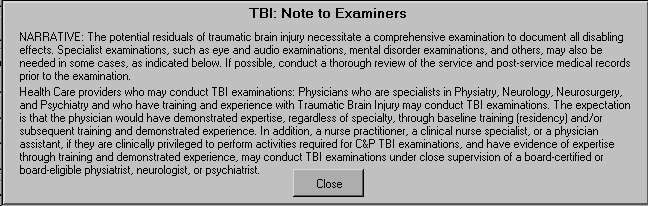 TBI: Note to Examiners
NARRATIVE: The potential residuals of traumatic brain injury necessitate a comprehensive examination to document all disabling
effects. Specialist examinations, such as eye and audio examinations, mental disorder examinations, and others, may also be
needed in some cases, as indicated below. If possible, conduct a thorough review of the service and post-service medical records
prior to the examination.
Health Care providers who may conduct TBI examinations: Physicians who are specialists in Physiatry, Neurology, Neurosurgery,
and Psychiatry and who have training and experience with Traumatic Brain Injury may conduct TBI examinations. The expectation
is that the physician would have demonstrated expertise, regardless of specialty, through baseline training (residency) and/or
subsequent training and demonstrated experience. In addition, a nurse practitioner, a clinical nurse specialist, or a physician
assistant, if they are clinically privileged to perform activities required for C&P TBI examinations, and have evidence of expertise
through training and demonstrated experience, may conduct TBI examinations under close supervision of a board-certified or
board-eligible physiatrist, neurologist, or psychiatrist.
Close